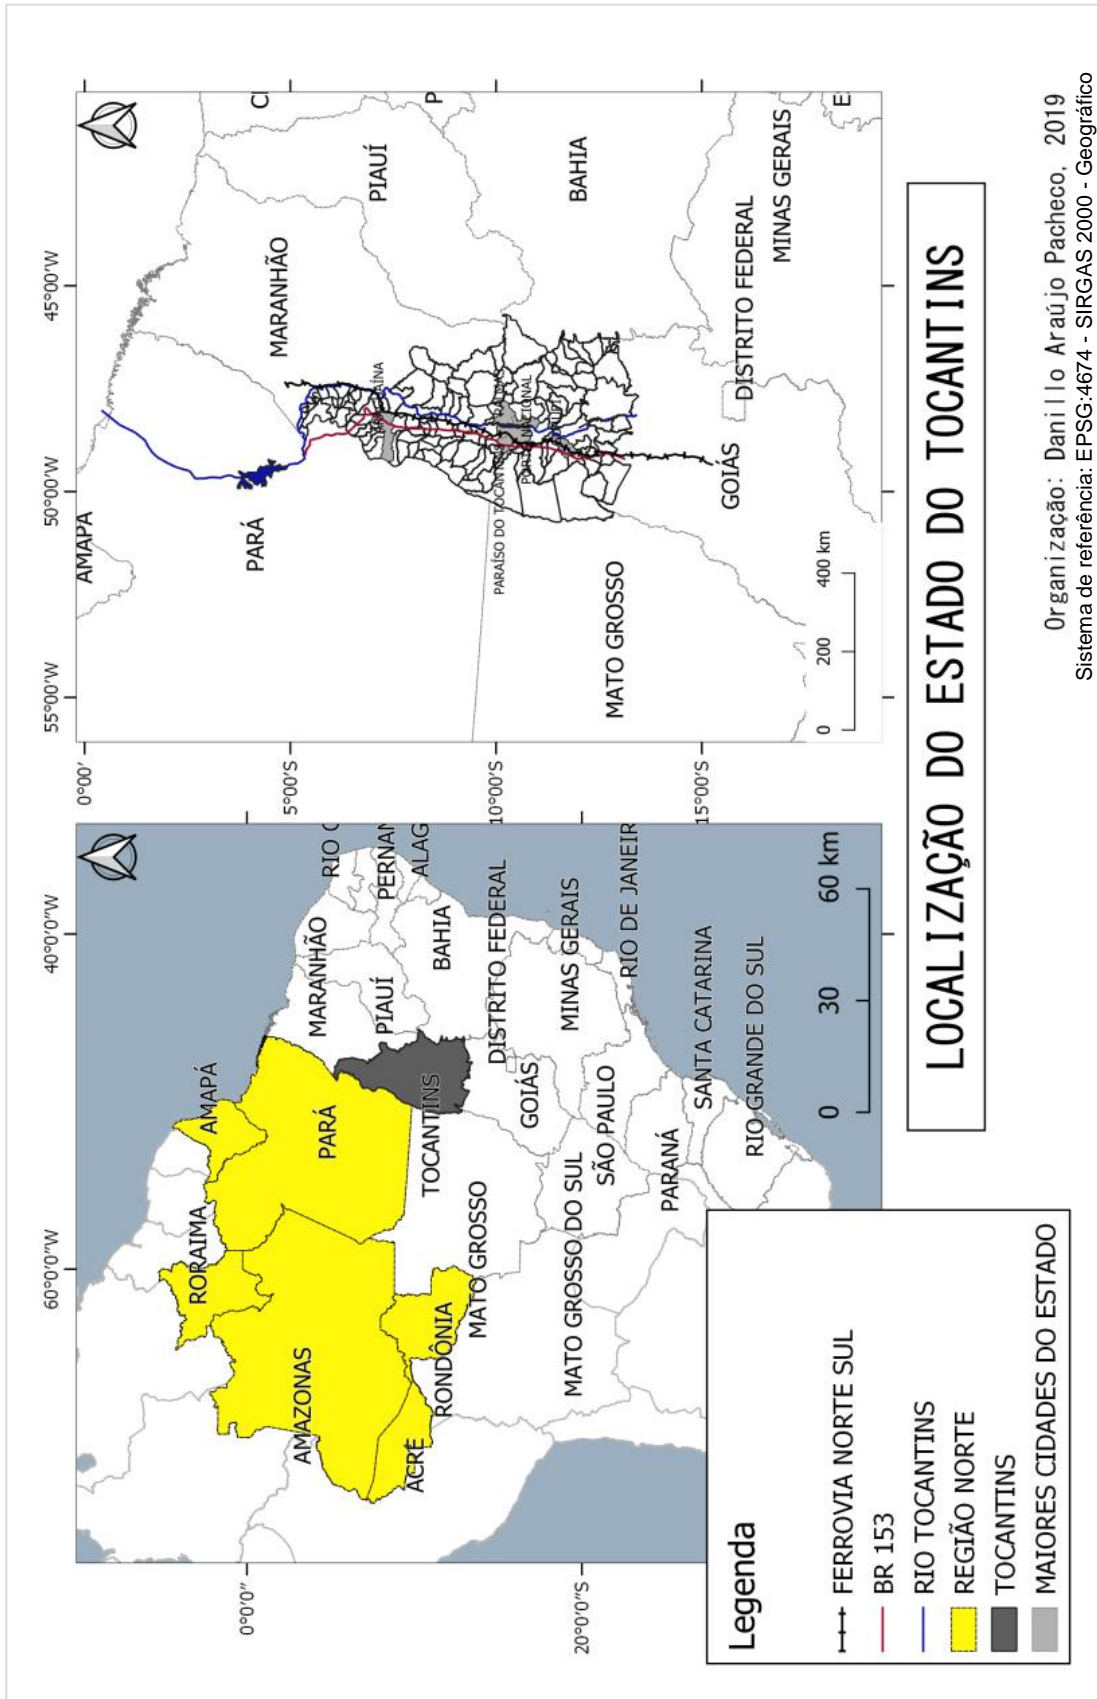 60°0'0"W
40°0'0"W
0°0'0"
20°0'0"S
RORAIMA
AMAPÁ
AMAZONAS
PARÁ
MARANHÃO
RIO G
PIAUÍ
PERNAN
ALAG
ACRE
RONDÔNIA
TOCANTINS
BAHIA
MATO GROSSO
DISTRITO FEDERAL
GOIÁS
MINAS GERAIS
MATO GROSSO DO SUL
SÃO PAULO
RIO DE JANEIR
PARANÁ
SANTA CATARINA
RIO GRANDE DO SUL
0 30 60 km
55°00'W
50°00'W
45°00'W
0°00'
5°00'S
10°00'S
15°00'S
AMAPÁ
PARÁ
MARANHÃO
PIAUÍ
PARAÍSO DO TOCANTINS
BAHIA
MATO GROSSO
GOIÁS
DISTRITO FEDERAL
MINAS GERAIS
0 200 400 km
Legenda
FERROVIA NORTE SUL
BR 153
RIO TOCANTINS
REGIÃO NORTE
TOCANTINS
MAIORES CIDADES DO ESTADO
LOCALIZAÇÃO DO ESTADO DO TOCANTINS
Organização: Danillo Araújo Pacheco, 2019
Sistema de referência: EPSG:4674 - SIRGAS 2000 - Geográfico